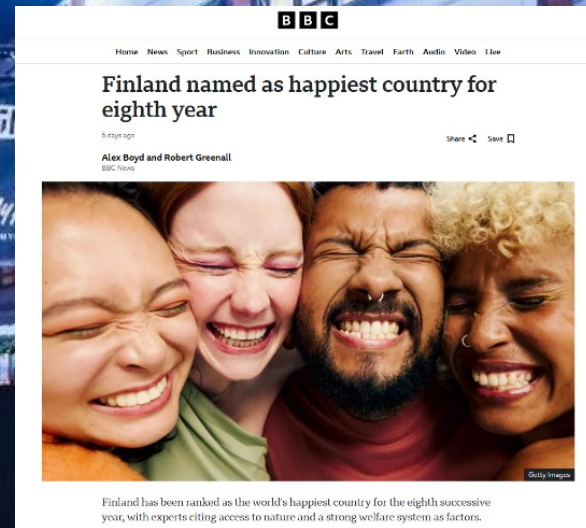 BBC
Home News Sport Business Innovation Culture Arts Travel Earth Audio Video Live
Finland named as happiest country for
eighth year
6 days ago
Share Save
Alex Boyd and Robert Greenall
BBC News
Getty Images
Finland has been ranked as the world's happiest country for the eighth successive
year, with experts citing access to nature and a strong welfare system as factors.